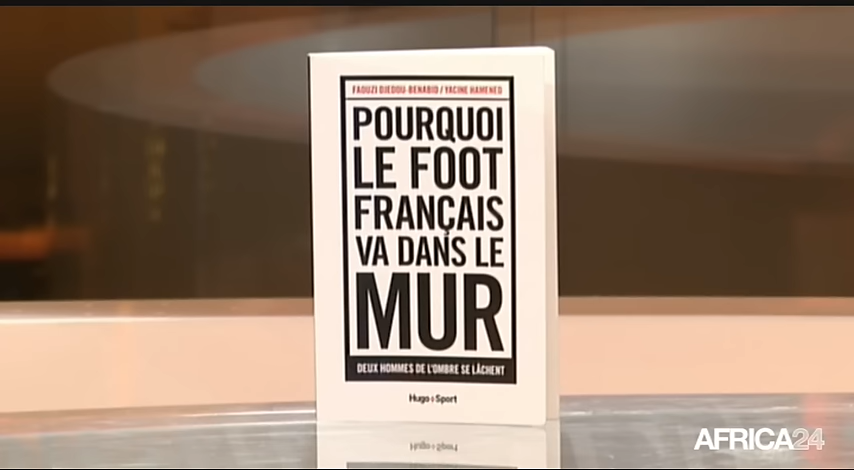 FAOUZI DJEDOU-BENABID / YACINE HAMENED
POURQUOI
LE FOOT
FRANÇAIS
VA DANS LE
MUR
DEUX HOMMES DE L'OMBRE SE LÂCHENT
Hugo Sport
AFRICA24